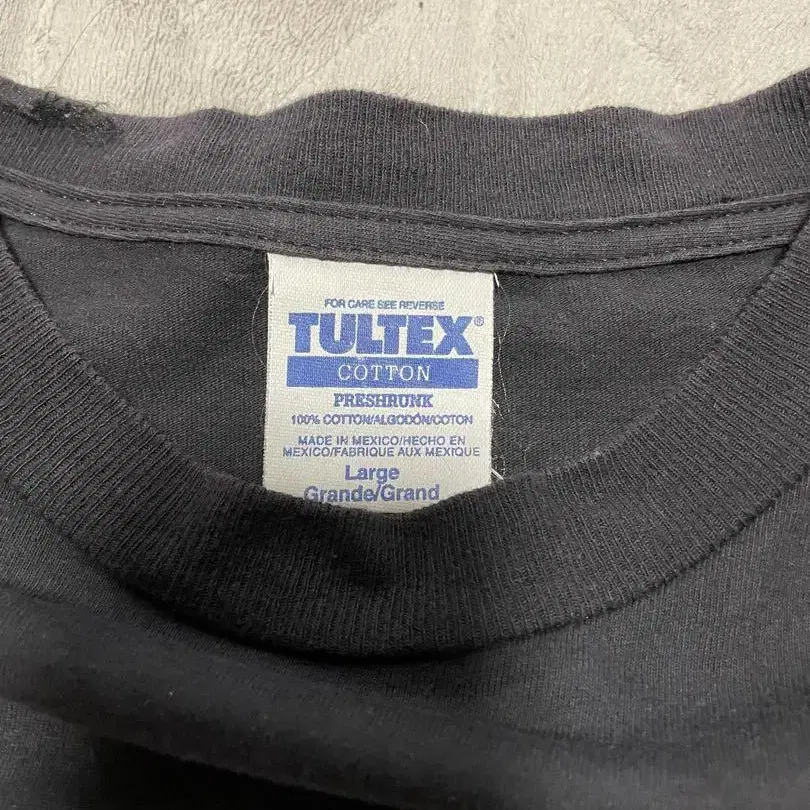 FOR CARE SEE REVERSE
TULTEX®
COTTON
PRESHRUNK
100% COTTON/ALGODÓN/COTON
MADE IN MEXICO/HECHO EN
MEXICO/FABRIQUE AUX MEXIQUE
Large
Grande/Grand